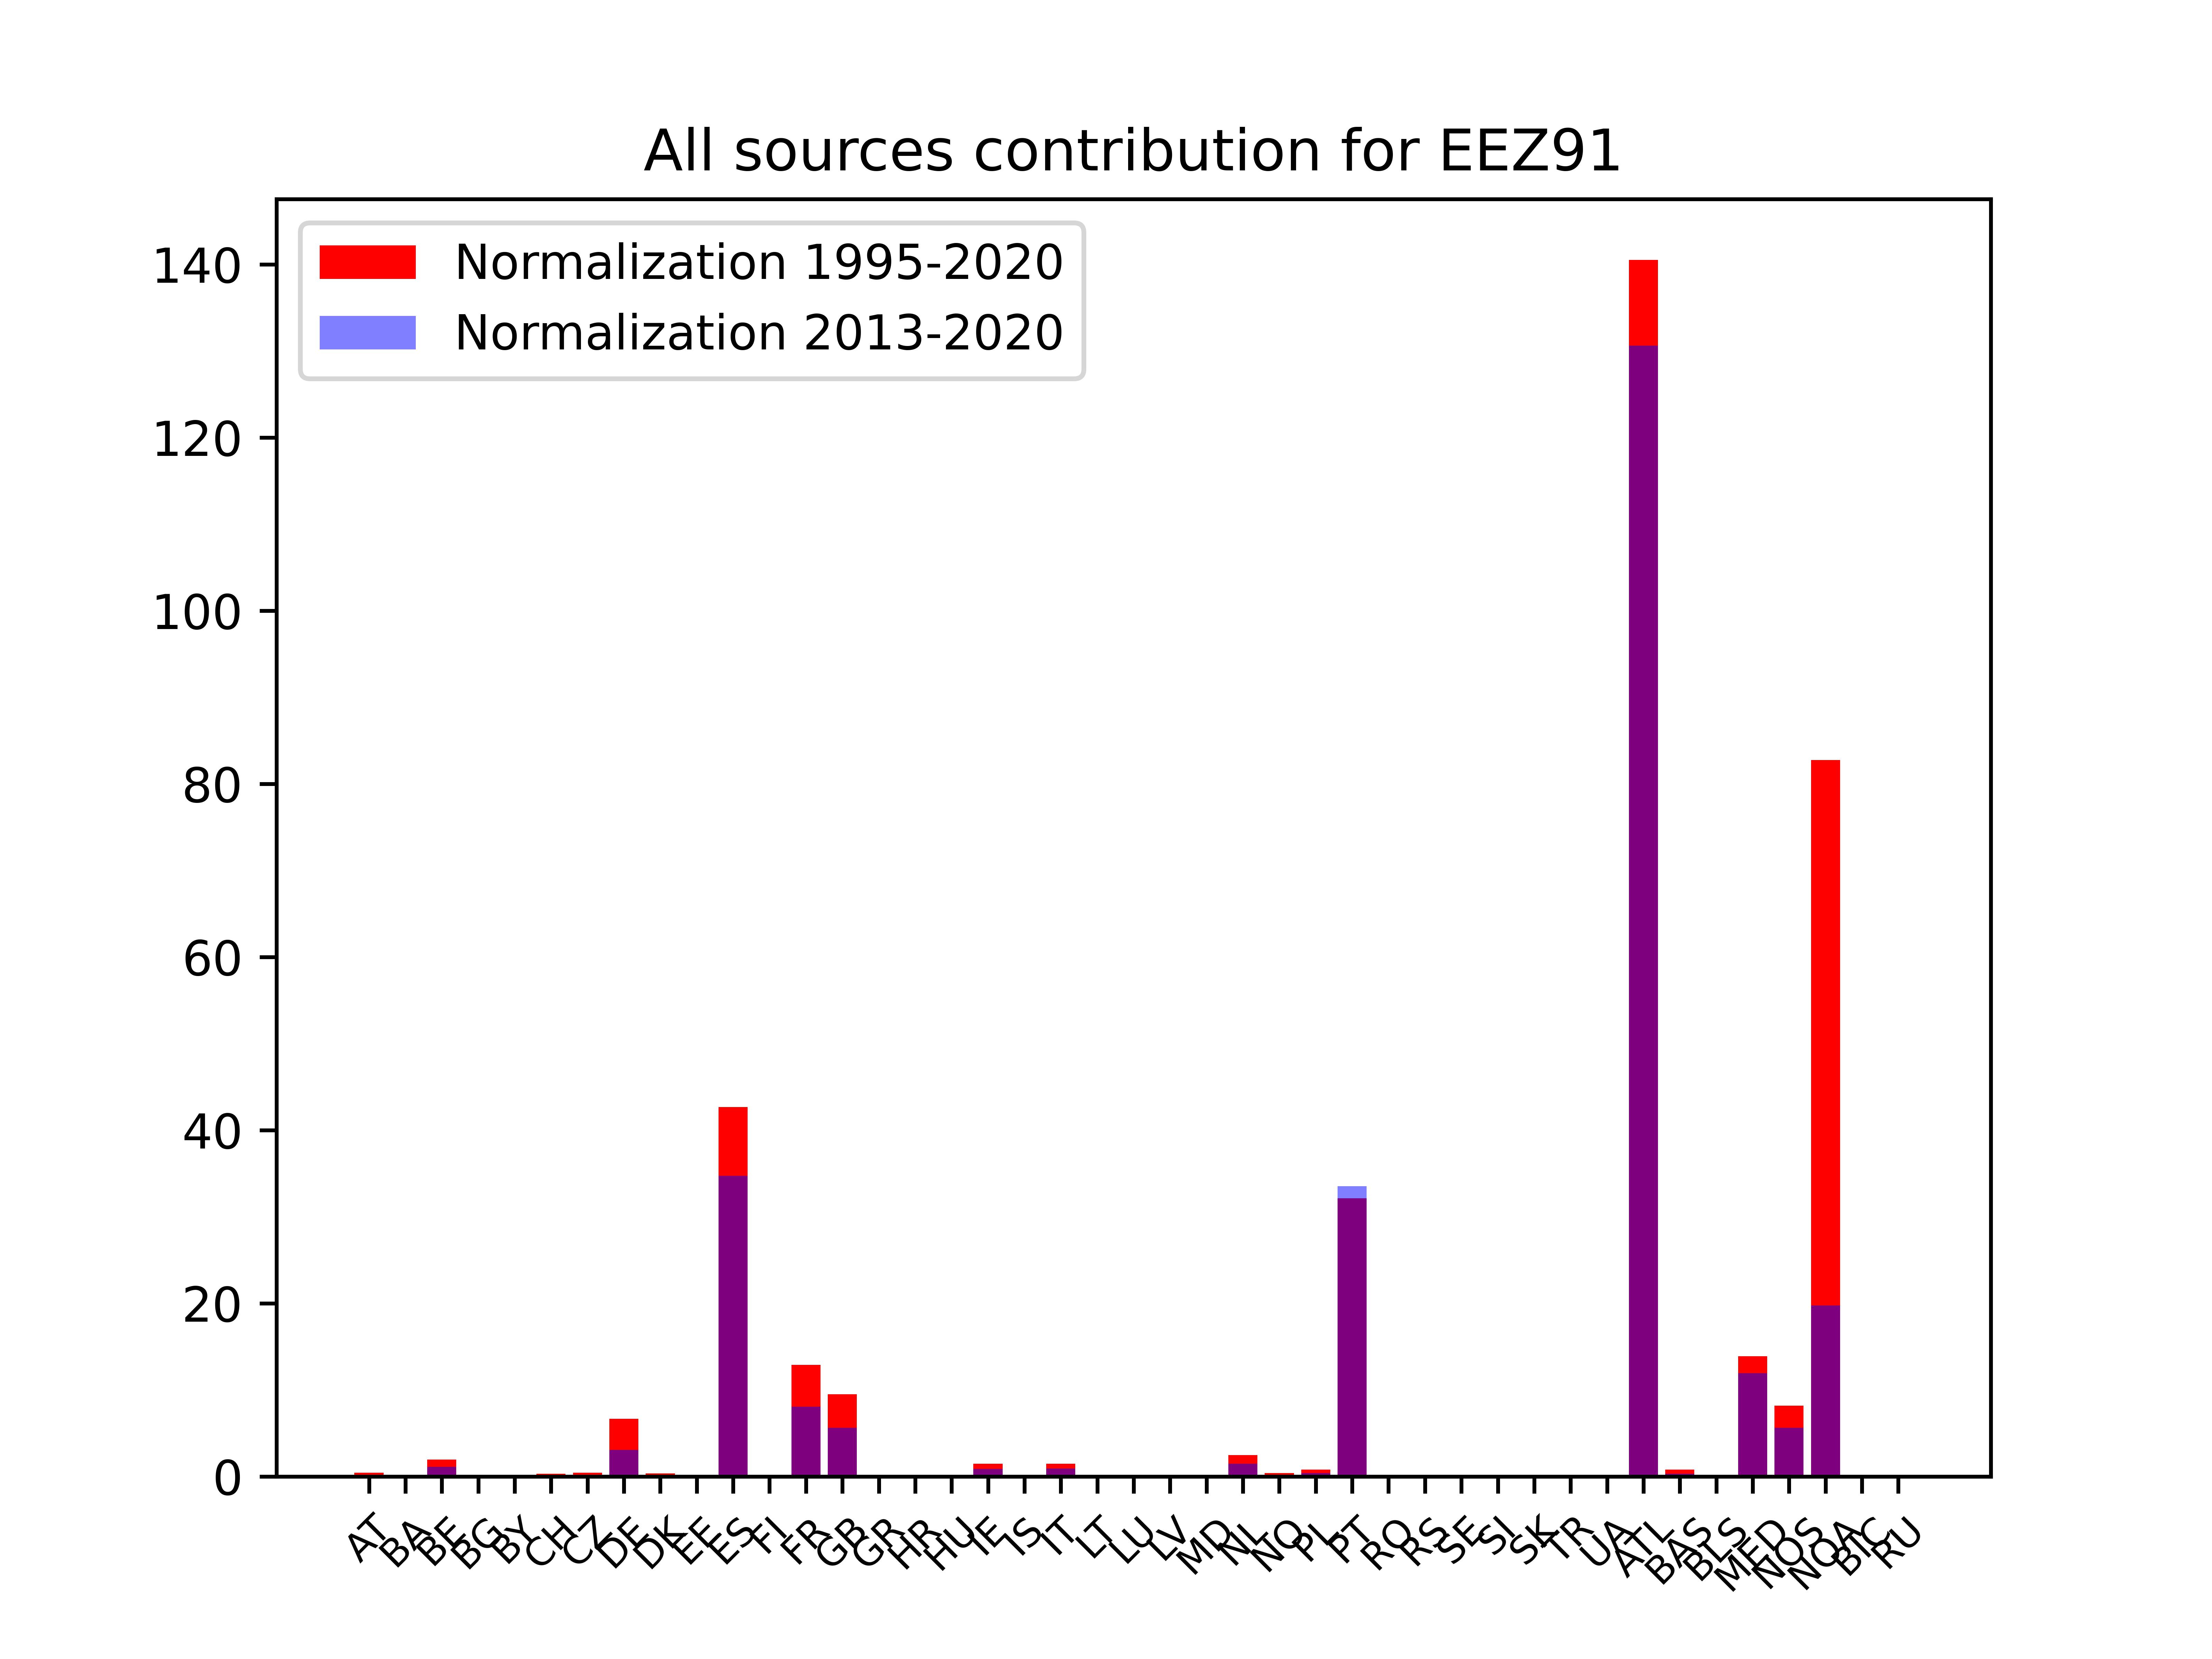 All sources contribution for EEZ91
Normalization 1995-2020
Normalization 2013-2020
140
120
100
80
60
40
20
0
AT BA BE BG BY CH CZ DE DK EE ES FI FR GB GR HR HU IE IS IT LT LU LV MD NL NO PL PT RO RS SE SI SK TR UA ATL BAS BLS MED NOS NOA BIC RU